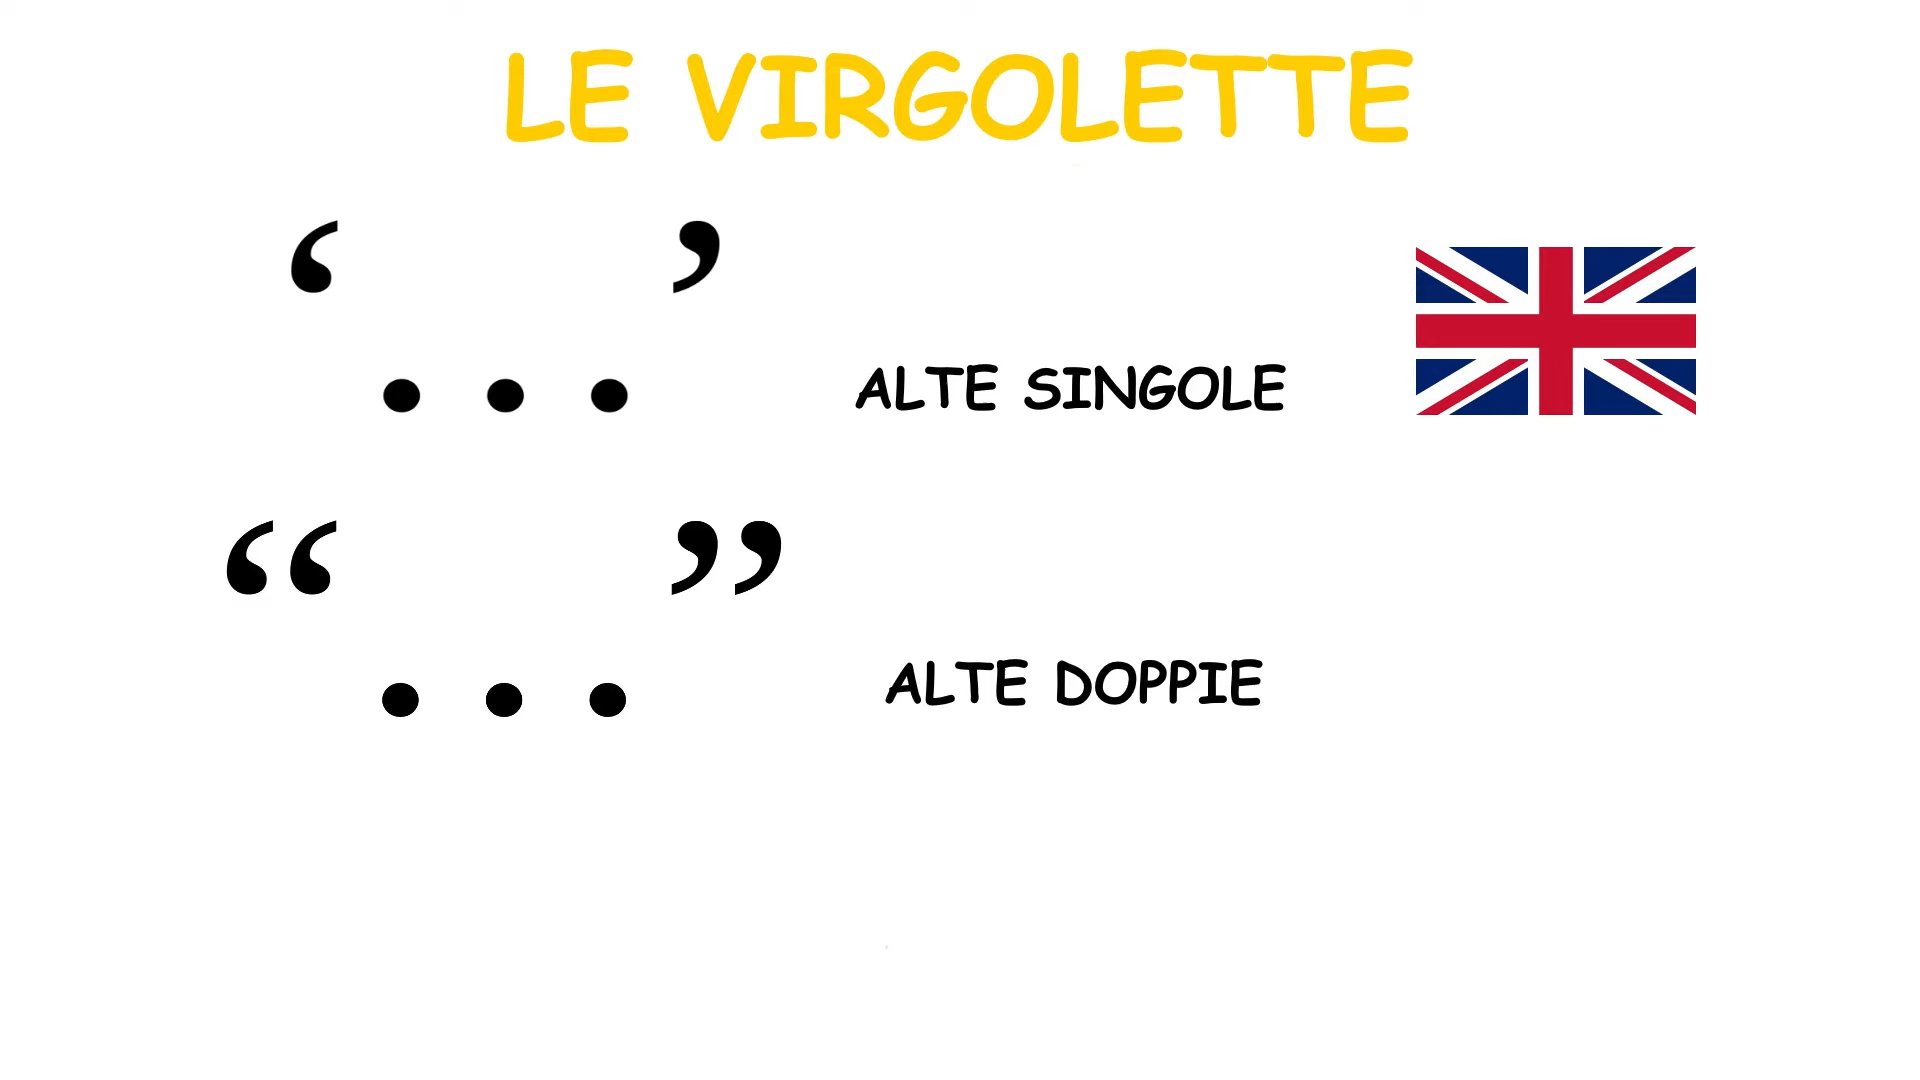 LE VIRGOLETTE
‘ . . . ’ ALTE SINGOLE
“ . . . ” ALTE DOPPIE